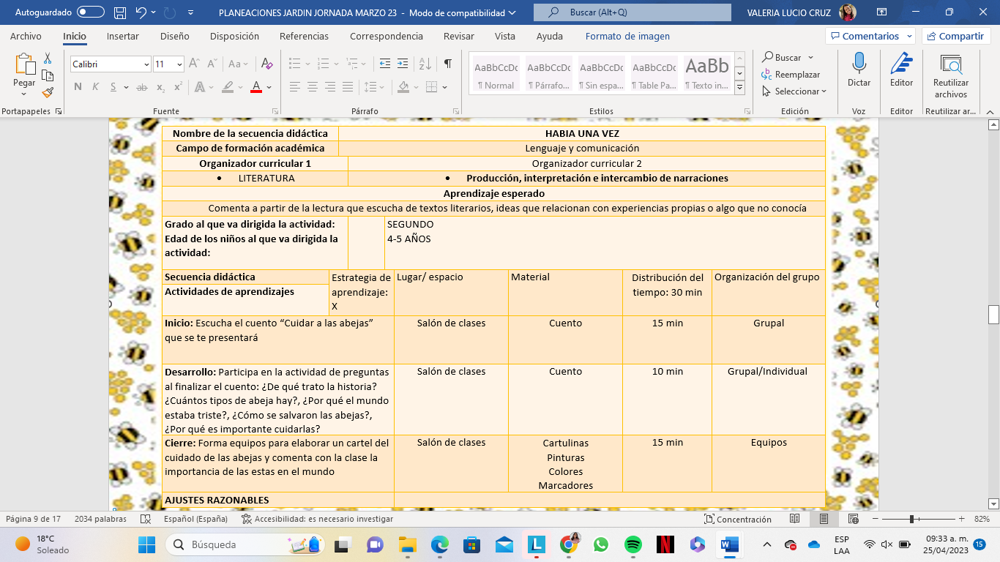 Autoguardado
PLANEACIONES JARDIN JORNADA MARZO 23 - Modo de compatibilidad
Buscar (Alt+Q)
VALERIA LUCIO CRUZ
Archivo Inicio Insertar Diseño Disposición Referencias Correspondencia Revisar Vista Ayuda Formato de imagen
Comentarios Compartir
Pegar
Calibri 11
N K S ab x₂ x² A A
AaBbCcDc AaBbCcDc AaBbCcDc AaBbCcDc AaBb
¶ Normal ¶ Párrafo... ¶ Sin espa... ¶ Table Pa... ¶ Texto in...
Buscar
Reemplazar
Seleccionar
Dictar
Editor
Reutilizar
archivos
Portapapeles Fuente Párrafo Estilos Edición Voz Editor Reutilizar ar...
Nombre de la secuencia didáctica HABIA UNA VEZ
Campo de formación académica Lenguaje y comunicación
Organizador curricular 1 Organizador curricular 2
• LITERATURA • Producción, interpretación e intercambio de narraciones
Aprendizaje esperado
Comenta a partir de la lectura que escucha de textos literarios, ideas que relacionan con experiencias propias o algo que no conocía
Grado al que va dirigida la actividad: SEGUNDO
Edad de los niños al que va dirigida la 4-5 AÑOS
actividad:
Secuencia didáctica
Actividades de aprendizajes
Estrategia de
aprendizaje:
X
Lugar/ espacio
Material
Distribución del
tiempo: 30 min
Organización del grupo
Inicio: Escucha el cuento “Cuidar a las abejas”
que se te presentará
Salón de clases
Cuento
15 min
Grupal
Desarrollo: Participa en la actividad de preguntas
al finalizar el cuento: ¿De qué trato la historia?
¿Cuántos tipos de abeja hay?, ¿Por qué el mundo
estaba triste?, ¿Cómo se salvaron las abejas?,
¿Por qué es importante cuidarlas?
Salón de clases
Cuento
10 min
Grupal/Individual
Cierre: Forma equipos para elaborar un cartel del
cuidado de las abejas y comenta con la clase la
importancia de las estas en el mundo
Salón de clases
Cartulinas
Pinturas
Colores
Marcadores
15 min
Equipos
AJUSTES RAZONABLES
Página 9 de 17 2034 palabras Español (España) Accesibilidad: es necesario investigar
Concentración
82%
18°C
Soleado
Búsqueda
ESP
LAA
09:33 a. m.
25/04/2023
15